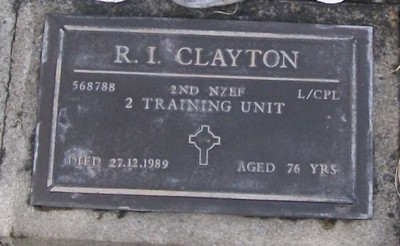 R. I. CLAYTON
568788 2ND NZEF L/CPL
2 TRAINING UNIT
DIED 27.12.1989 AGED 76 YRS